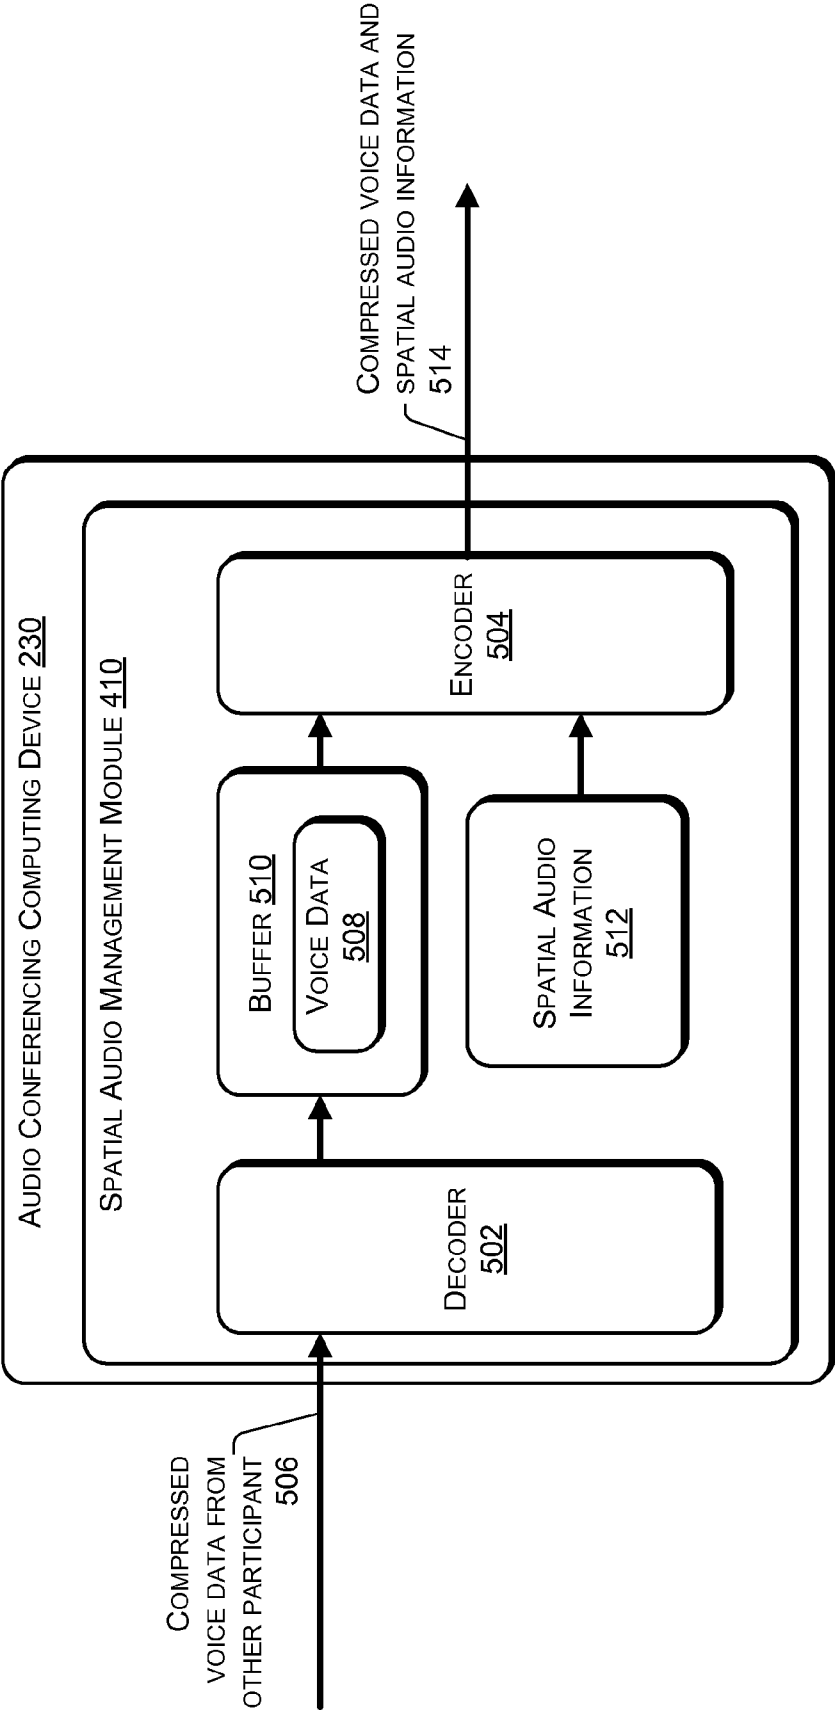 AUDIO CONFERENCING COMPUTING DEVICE 230
SPATIAL AUDIO MANAGEMENT MODULE 410
COMPRESSED
VOICE DATA FROM
OTHER PARTICIPANT
506
DECODER
502
BUFFER 510
VOICE DATA
508
SPATIAL AUDIO
INFORMATION
512
ENCODER
504
COMPRESSED VOICE DATA AND
SPATIAL AUDIO INFORMATION
514